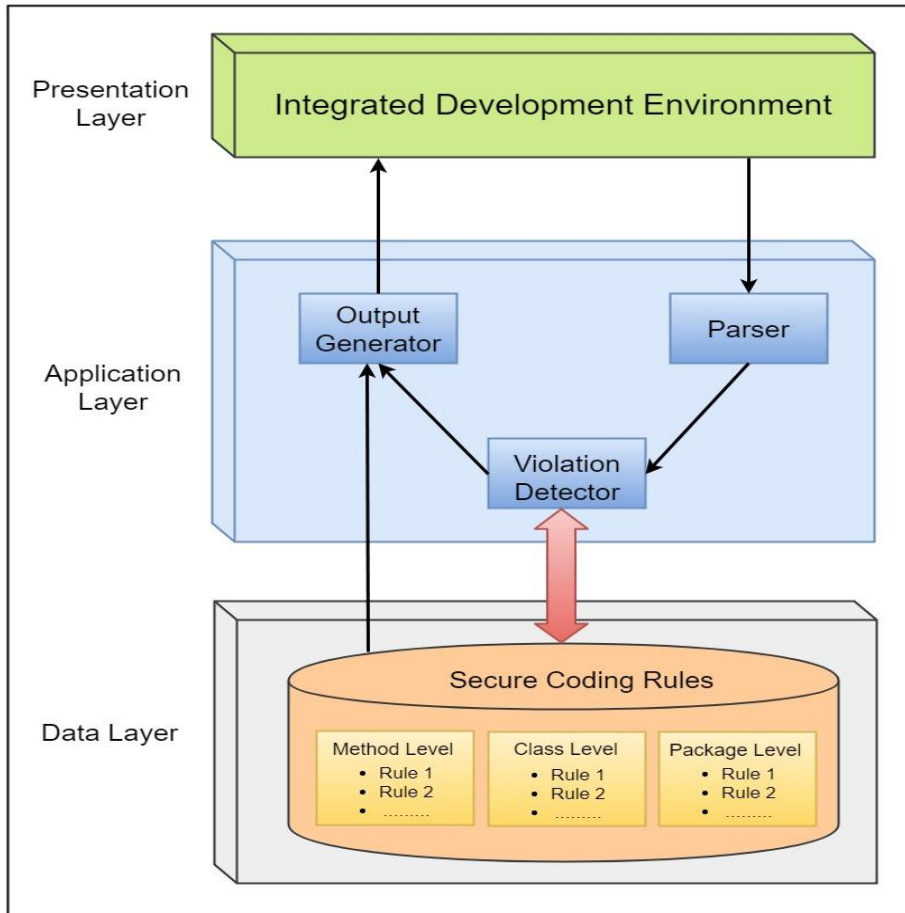 Presentation
Layer
Integrated Development Environment
Application
Layer
Output
Generator
Parser
Violation
Detector
Data Layer
Secure Coding Rules
Method Level
• Rule 1
• Rule 2
• .........
Class Level
• Rule 1
• Rule 2
• .........
Package Level
• Rule 1
• Rule 2
• .........